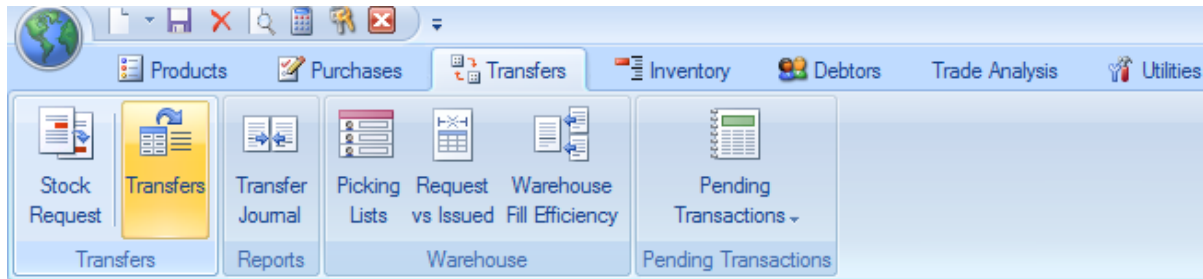 Products Purchases Transfers Inventory Debtors Trade Analysis Utilities
Stock Transfers Transfer Picking Request Warehouse Pending
Request Journal Lists vs Issued Fill Efficiency Transactions
Transfers Reports Warehouse Pending Transactions